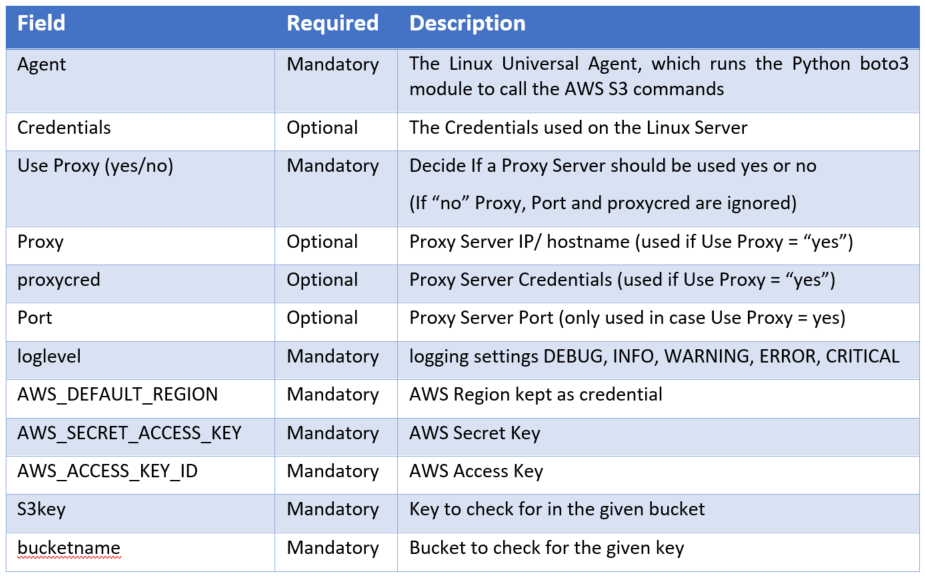 Field Required Description
Agent Mandatory The Linux Universal Agent, which runs the Python boto3
module to call the AWS S3 commands
Credentials Optional The Credentials used on the Linux Server
Use Proxy (yes/no) Mandatory Decide If a Proxy Server should be used yes or no
(If “no” Proxy, Port and proxycred are ignored)
Proxy Optional Proxy Server IP/ hostname (used if Use Proxy = “yes”)
proxycred Optional Proxy Server Credentials (used if Use Proxy = “yes”)
Port Optional Proxy Server Port (only used in case Use Proxy = yes)
loglevel Mandatory logging settings DEBUG, INFO, WARNING, ERROR, CRITICAL
AWS_DEFAULT_REGION Mandatory AWS Region kept as credential
AWS_SECRET_ACCESS_KEY Mandatory AWS Secret Key
AWS_ACCESS_KEY_ID Mandatory AWS Access Key
S3key Mandatory Key to check for in the given bucket
bucketname Mandatory Bucket to check for the given key